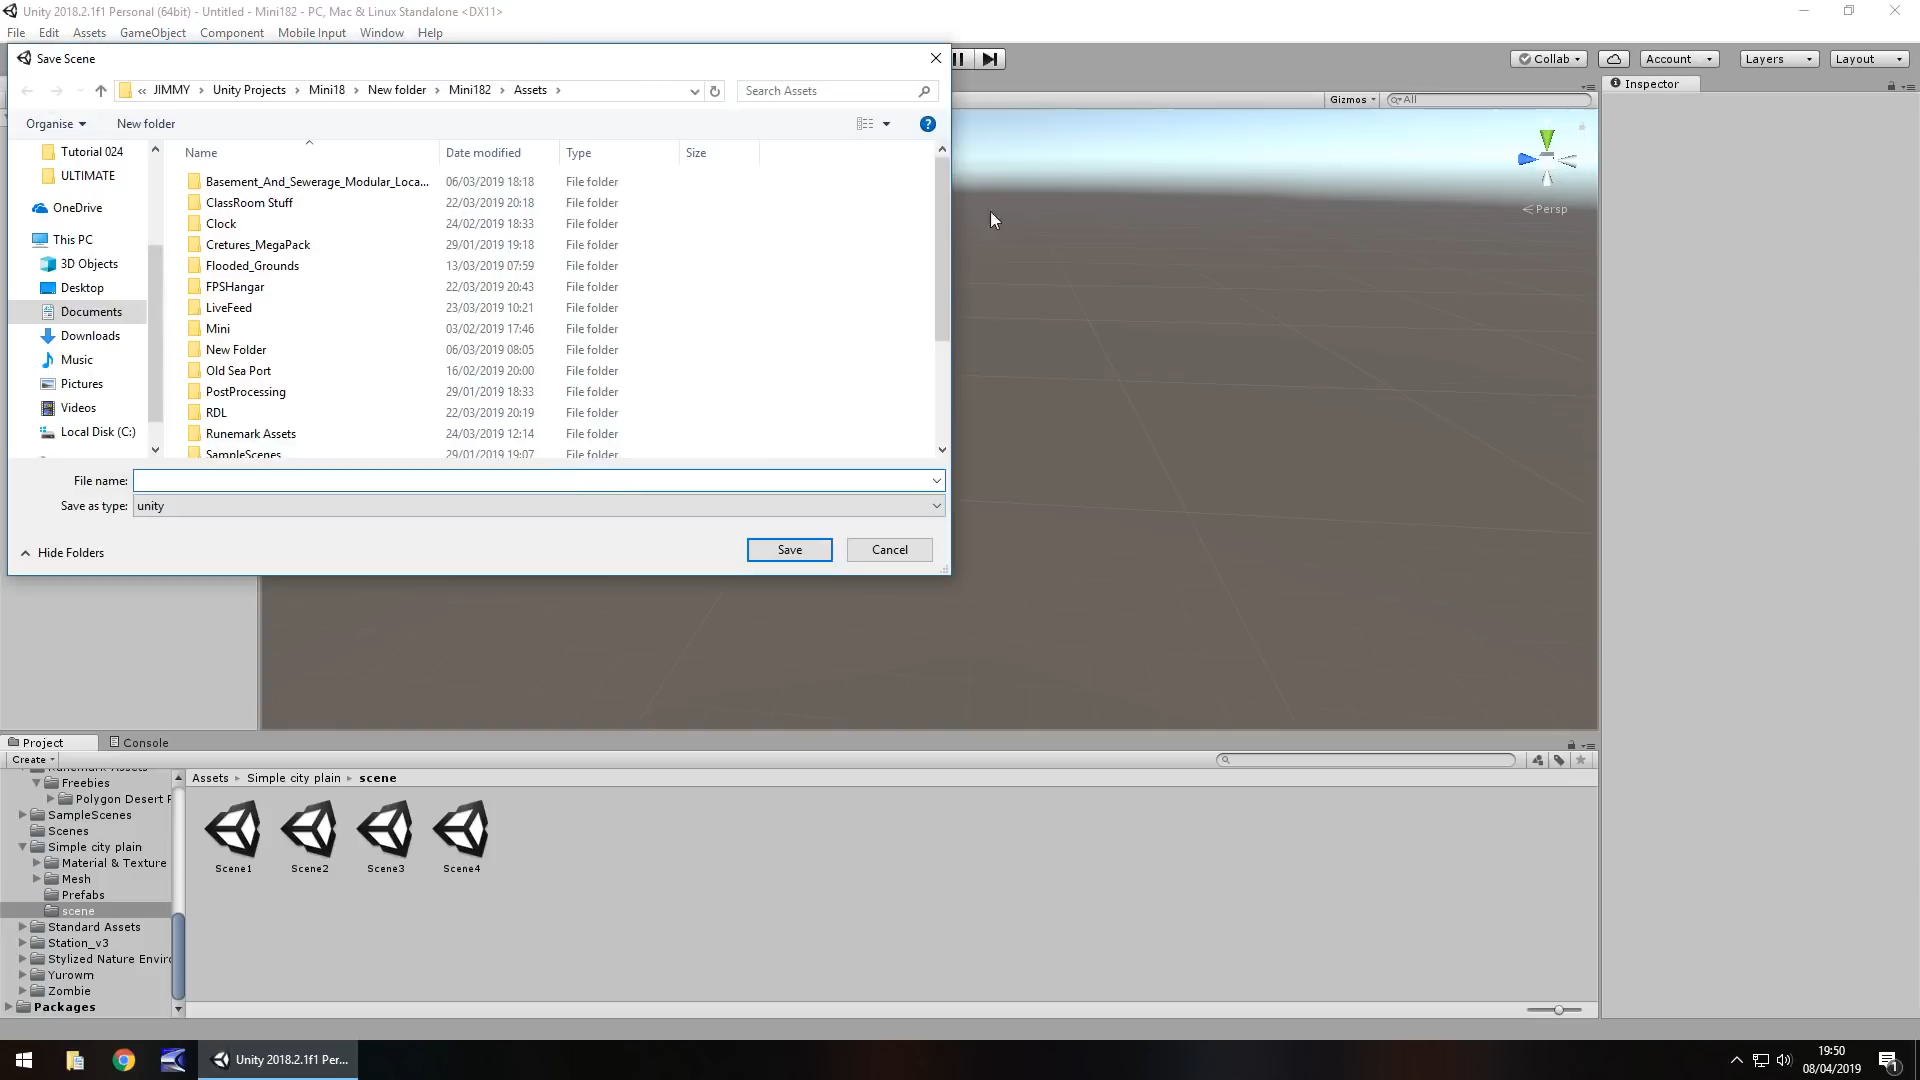 Unity 2018.2.1f1 Personal (64bit) - Untitled - Mini182 - PC, Mac & Linux Standalone <DX11>
File Edit Assets GameObject Component Mobile Input Window Help
Save Scene
Collab Account Layers Layout
« JIMMY › Unity Projects › Mini18 › New folder › Mini182 › Assets ›
Search Assets
Inspector
Gizmos
All
Organise New folder
Name Date modified Type Size
Tutorial 024
ULTIMATE
OneDrive
This PC
3D Objects
Desktop
Documents
Downloads
Music
Pictures
Videos
Local Disk (C:)
Basement_And_Sewerage_Modular_Loca... 06/03/2019 18:18 File folder
ClassRoom Stuff 22/03/2019 20:18 File folder
Clock 24/02/2019 18:33 File folder
Cretures_MegaPack 29/01/2019 19:18 File folder
Flooded_Grounds 13/03/2019 07:59 File folder
FPSHangar 22/03/2019 20:43 File folder
LiveFeed 23/03/2019 10:21 File folder
Mini 03/02/2019 17:46 File folder
New Folder 06/03/2019 08:05 File folder
Old Sea Port 16/02/2019 20:00 File folder
PostProcessing 29/01/2019 18:33 File folder
RDL 22/03/2019 20:19 File folder
Runemark Assets 24/03/2019 12:14 File folder
SampleScenes 29/01/2019 19:07 File folder
Persp
File name:
Save as type: unity
Hide Folders
Save Cancel
Project Console
Create
Assets Simple city plain scene
Runemark Assets
Freebies
Polygon Desert P
SampleScenes
Scenes
Simple city plain
Material & Texture
Mesh
Prefabs
scene
Standard Assets
Station_v3
Stylized Nature Enviro
Yurowm
Zombie
Packages
Scene1 Scene2 Scene3 Scene4
Unity 2018.2.1f1 Per...
19:50
08/04/2019
1